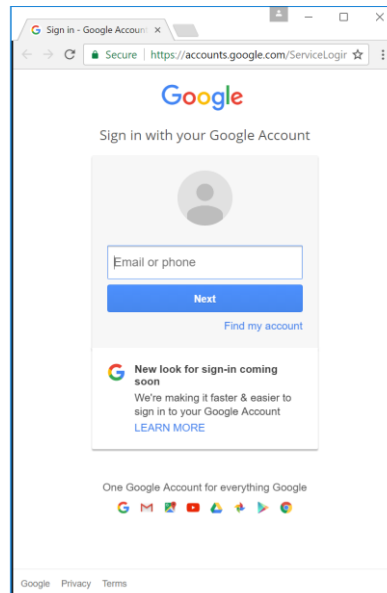 Sign in - Google Accoun
Secure https://accounts.google.com/ServiceLogin
Google
Sign in with your Google Account
Email or phone
Next
Find my account
New look for sign-in coming
soon
We're making it faster & easier to
sign in to your Google Account
LEARN MORE
One Google Account for everything Google
Google Privacy Terms